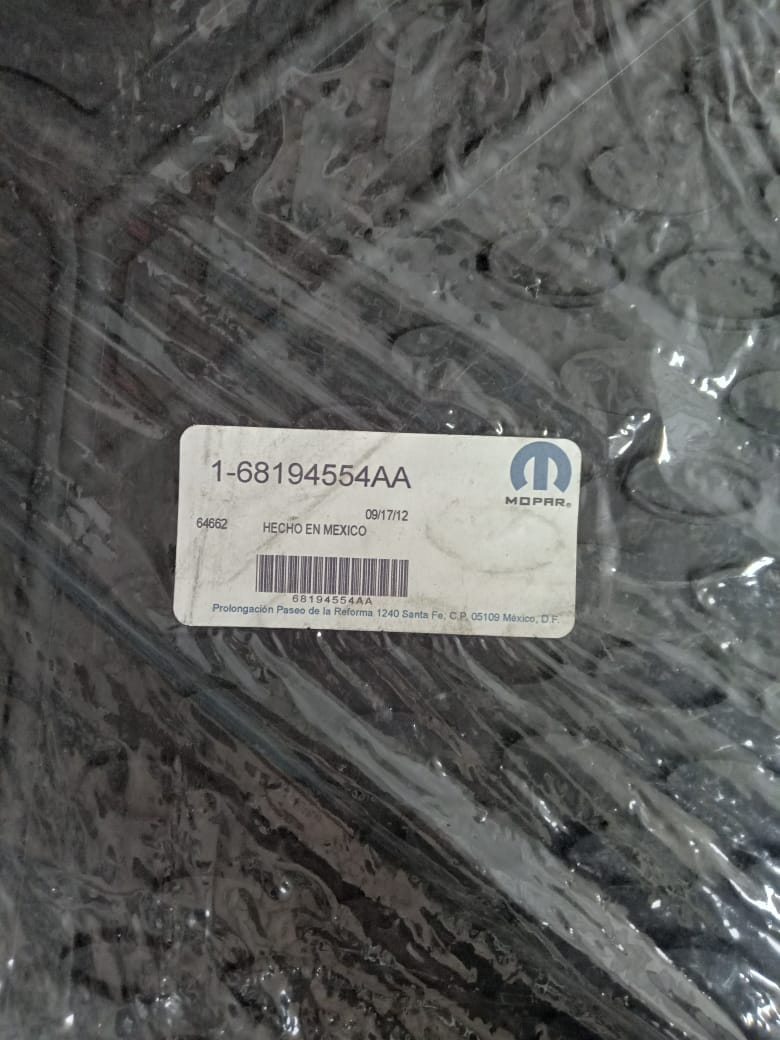 1-68194554AA
MOPAR®
09/17/12
64662 HECHO EN MEXICO
68194554AA
Prolongación Paseo de la Reforma 1240 Santa Fe, C.P. 05109 México, D.F.